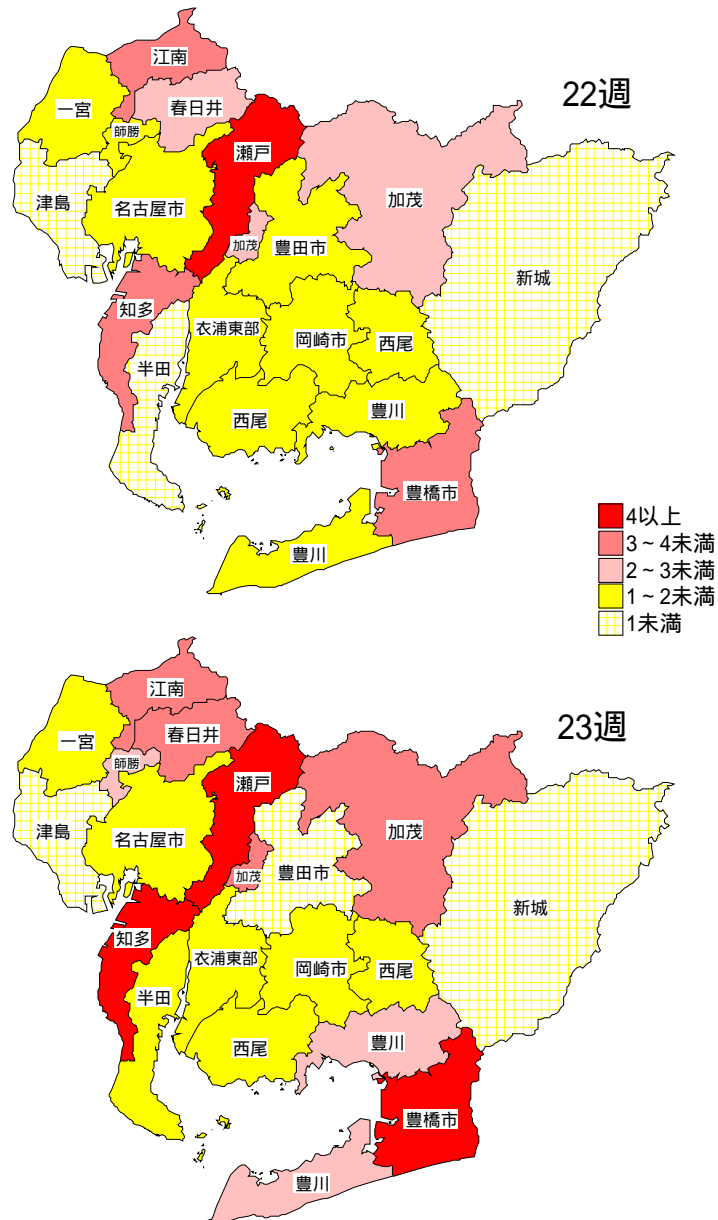 22週
江南
一宮
春日井
師勝
瀬戸
津島
名古屋市
加茂
加茂
豊田市
新城
知多
衣浦東部
岡崎市
西尾
半田
西尾
豊川
豊橋市
豊川
4以上
3~4未満
2~3未満
1~2未満
1未満
23週
江南
一宮
春日井
師勝
瀬戸
津島
名古屋市
加茂
加茂
豊田市
新城
知多
衣浦東部
岡崎市
西尾
半田
西尾
豊川
豊橋市
豊川